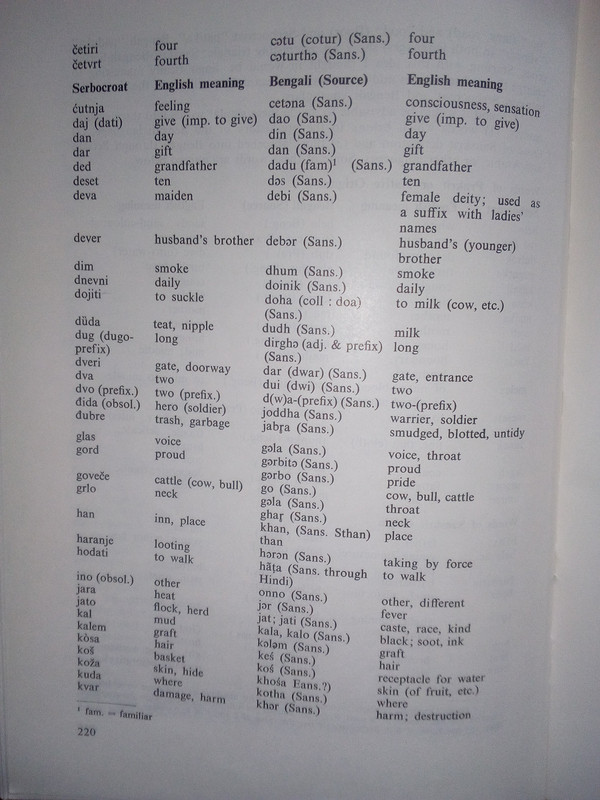 četiri four cətu (cotur) (Sans.) four
četvrt fourth cəturthə (Sans.) fourth
Serbocroat English meaning Bengali (Source) English meaning
ćutnja feeling cetəna (Sans.) consciousness, sensation
daj (dati) give (imp. to give) dao (Sans.) give (imp. to give)
dan day din (Sans.) day
dar gift dan (Sans.) gift
ded grandfather dadu (fam)¹ (Sans.) grandfather
deset ten dəs (Sans.) ten
deva maiden debi (Sans.) female deity; used as
a suffix with ladies'
names
dever husband's brother debər (Sans.) husband's (younger)
brother
dim smoke dhum (Sans.) smoke
dnevni daily doinik (Sans.) daily
dojiti to suckle doha (coll : doa) to milk (cow, etc.)
(Sans.)
düda teat, nipple dudh (Sans.) milk
dug (dugo- long dirghə (adj. & prefix) long
prefix) (Sans.)
dveri gate, doorway dar (dwar) (Sans.) gate, entrance
dva two dui (dwi) (Sans.) two
dvo (prefix.) two (prefix.) d(w)a-(prefix) (Sans.) two-(prefix)
dida (obsol.) hero (soldier) joddha (Sans.) warrier, soldier
dubre trash, garbage jabṛa (Sans.) smudged, blotted, untidy
glas voice gəla (Sans.) voice, throat
gord proud gərbitə (Sans.) proud
gərbo (Sans.) pride
goveče cattle (cow, bull) go (Sans.) cow, bull, cattle
grlo neck gəla (Sans.) throat
ghaṛ (Sans.) neck
han inn, place khan, (Sans. Sthan) place
than
haranje looting hərən (Sans.) taking by force
hodati to walk hãṭa (Sans. through to walk
Hindi)
ino (obsol.) other onno (Sans.) other, different
jara heat jər (Sans.) fever
jato flock, herd jat; jati (Sans.) caste, race, kind
kal mud kala, kalo (Sans.) black; soot, ink
kalem graft kələm (Sans.) graft
kòsa hair keś (Sans.) hair
koš basket koś (Sans.) receptacle for water
koža skin, hide khośa Eans.?) skin (of fruit, etc.)
kuda where kotha (Sans.) where
kvar damage, harm khər (Sans.) harm; destruction
¹ fam. = familiar
220